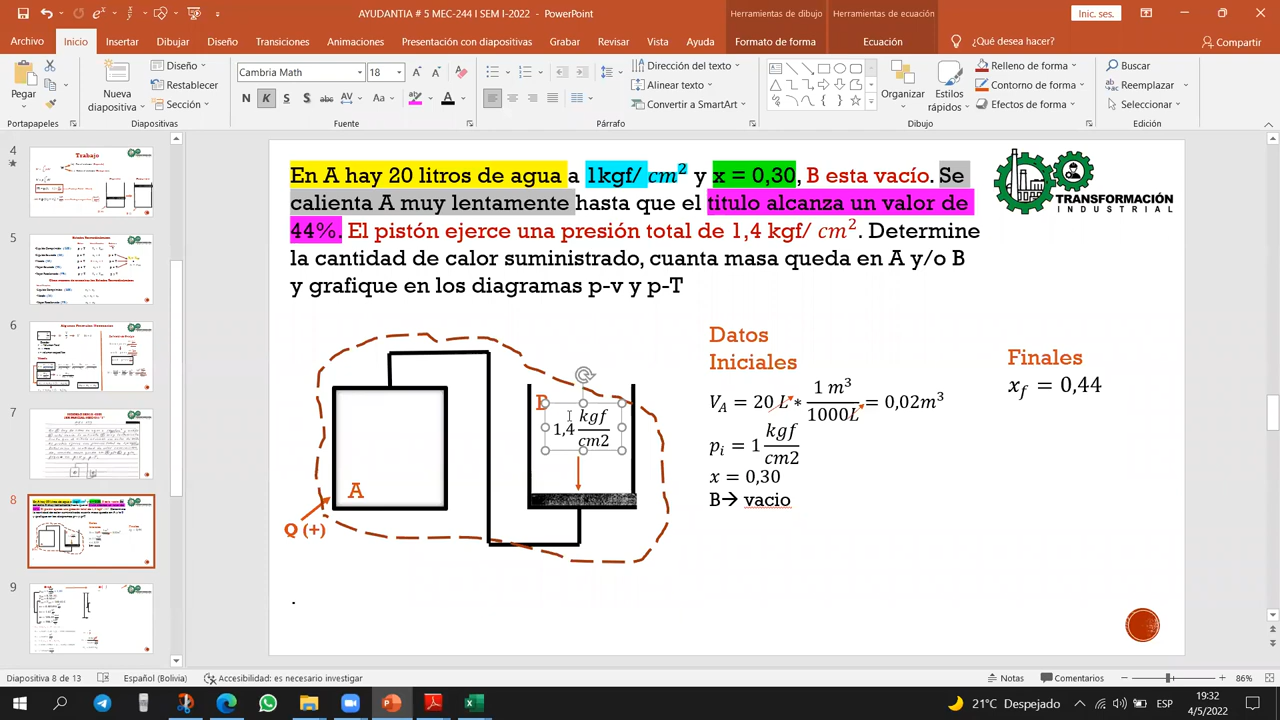 AYUDANTIA # 5 MEC-244 I SEM I-2022 - PowerPoint
Herramientas de dibujo
Herramientas de ecuación
Inic. ses.
Archivo
Inicio
Insertar
Dibujar
Diseño
Transiciones
Animaciones
Presentación con diapositivas
Grabar
Revisar
Vista
Ayuda
Formato de forma
Ecuación
¿Qué desea hacer?
Compartir
Pegar
Nueva diapositiva
Diseño
Restablecer
Sección
Cambria Math
18
N K S S abc AV Aa
A
Dirección del texto
Alinear texto
Convertir a SmartArt
Organizar
Estilos rápidos
Relleno de forma
Contorno de forma
Efectos de forma
Buscar
Reemplazar
Seleccionar
Portapapeles
Diapositivas
Fuente
Párrafo
Dibujo
Edición
4
Trabajo
6
7
8
9
En A hay 20 litros de agua a 1kgf/ cm² y x = 0,30, B esta vacío. Se
calienta A muy lentamente hasta que el titulo alcanza un valor de
44%. El pistón ejerce una presión total de 1,4 kgf/ cm². Determine
la cantidad de calor suministrado, cuanta masa queda en A y/o B
y grafique en los diagramas p-v y p-T
TRANSFORMACIÓN
INDUSTRIAL
Datos
Iniciales
V_A = 20 L * 1 m³/1000L = 0,02m³
p_i = 1 kgf/cm2
x = 0,30
B→ vacio
Finales
x_f = 0,44
1,4 kgf/cm2
A
Q (+)
.
Diapositiva 8 de 13
Español (Bolivia)
Accesibilidad: es necesario investigar
Notas
Comentarios
86%
21°C Despejado
ESP
19:32
4/5/2022